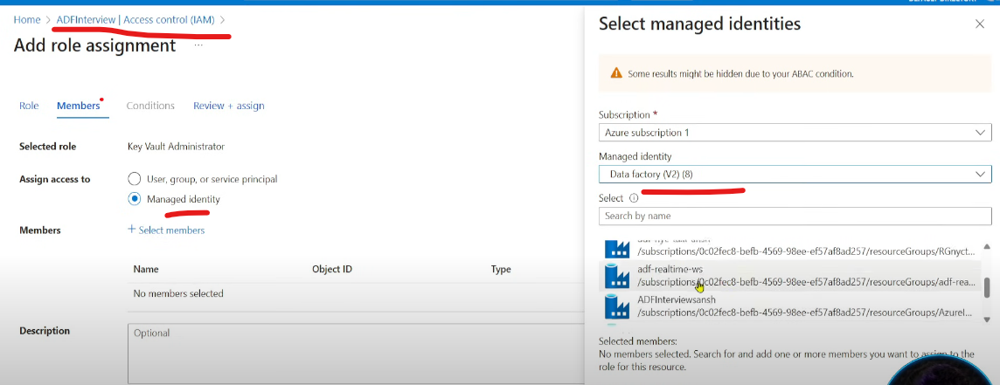 Home > ADFInterview | Access control (IAM) >
Add role assignment ...
Role Members Conditions Review + assign
Selected role Key Vault Administrator
Assign access to User, group, or service principal
Managed identity
Members + Select members
Name Object ID Type
No members selected
Description Optional
Select managed identities
Some results might be hidden due to your ABAC condition.
Subscription *
Azure subscription 1
Managed identity
Data factory (V2) (8)
Select
Search by name
/subscriptions/0c02fec8-befb-4569-98ee-ef57af8ad257/resourceGroups/RGnyct...
adf-realtime-ws
/subscriptions/0c02fec8-befb-4569-98ee-ef57af8ad257/resourceGroups/adf-rea...
ADFInterviewsansh
/subscriptions/0c02fec8-befb-4569-98ee-ef57af8ad257/resourceGroups/AzureI...
Selected members:
No members selected. Search for and add one or more members you want to assign to the
role for this resource.